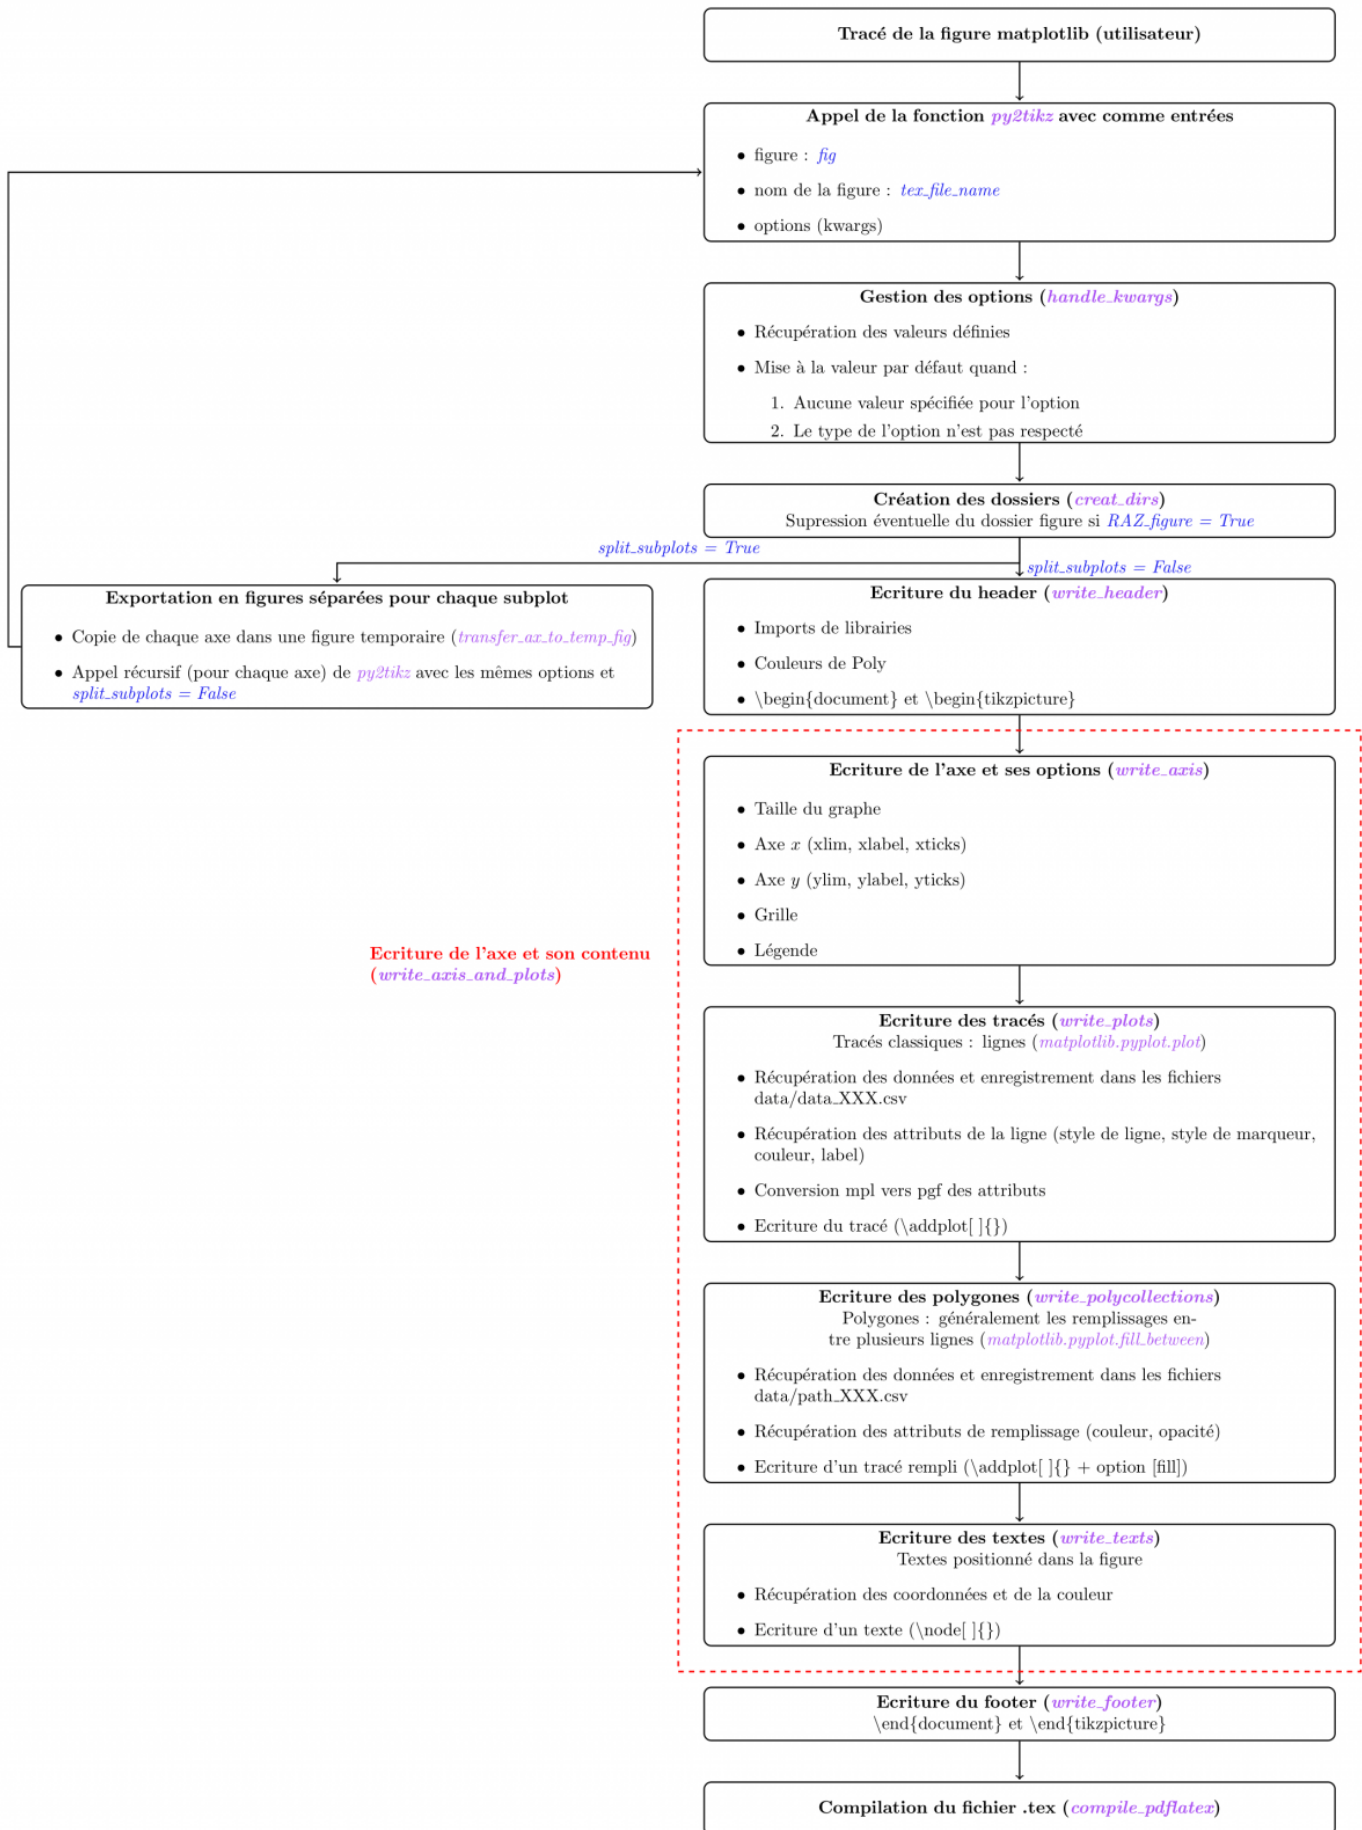 Tracé de la figure matplotlib (utilisateur)
Appel de la fonction py2tikz avec comme entrées
• figure : fig
• nom de la figure : tex_file_name
• options (kwargs)
Gestion des options (handle_kwargs)
• Récupération des valeurs définies
• Mise à la valeur par défaut quand :
1. Aucune valeur spécifiée pour l'option
2. Le type de l'option n'est pas respecté
Création des dossiers (creat_dirs)
Supression éventuelle du dossier figure si RAZ_figure = True
split_subplots = True
split_subplots = False
Exportation en figures séparées pour chaque subplot
• Copie de chaque axe dans une figure temporaire (transfer_ax_to_temp_fig)
• Appel récursif (pour chaque axe) de py2tikz avec les mêmes options et
split_subplots = False
Ecriture du header (write_header)
• Imports de librairies
• Couleurs de Poly
• \begin{document} et \begin{tikzpicture}
Ecriture de l'axe et son contenu
(write_axis_and_plots)
Ecriture de l'axe et ses options (write_axis)
• Taille du graphe
• Axe x (xlim, xlabel, xticks)
• Axe y (ylim, ylabel, yticks)
• Grille
• Légende
Ecriture des tracés (write_plots)
Tracés classiques : lignes (matplotlib.pyplot.plot)
• Récupération des données et enregistrement dans les fichiers
data/data_XXX.csv
• Récupération des attributs de la ligne (style de ligne, style de marqueur,
couleur, label)
• Conversion mpl vers pgf des attributs
• Ecriture du tracé (\addplot[ ]{})
Ecriture des polygones (write_polycollections)
Polygones : généralement les remplissages en-
tre plusieurs lignes (matplotlib.pyplot.fill_between)
• Récupération des données et enregistrement dans les fichiers
data/path_XXX.csv
• Récupération des attributs de remplissage (couleur, opacité)
• Ecriture d'un tracé rempli (\addplot[ ]{} + option [fill])
Ecriture des textes (write_texts)
Textes positionné dans la figure
• Récupération des coordonnées et de la couleur
• Ecriture d'un texte (\node[ ]{})
Ecriture du footer (write_footer)
\end{document} et \end{tikzpicture}
Compilation du fichier .tex (compile_pdflatex)